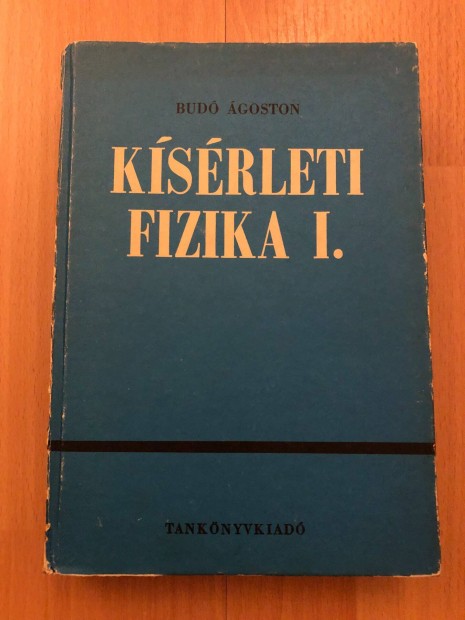 BUDÓ ÁGOSTON
KÍSÉRLETI
FIZIKA I.
TANKÖNYVKIADÓ